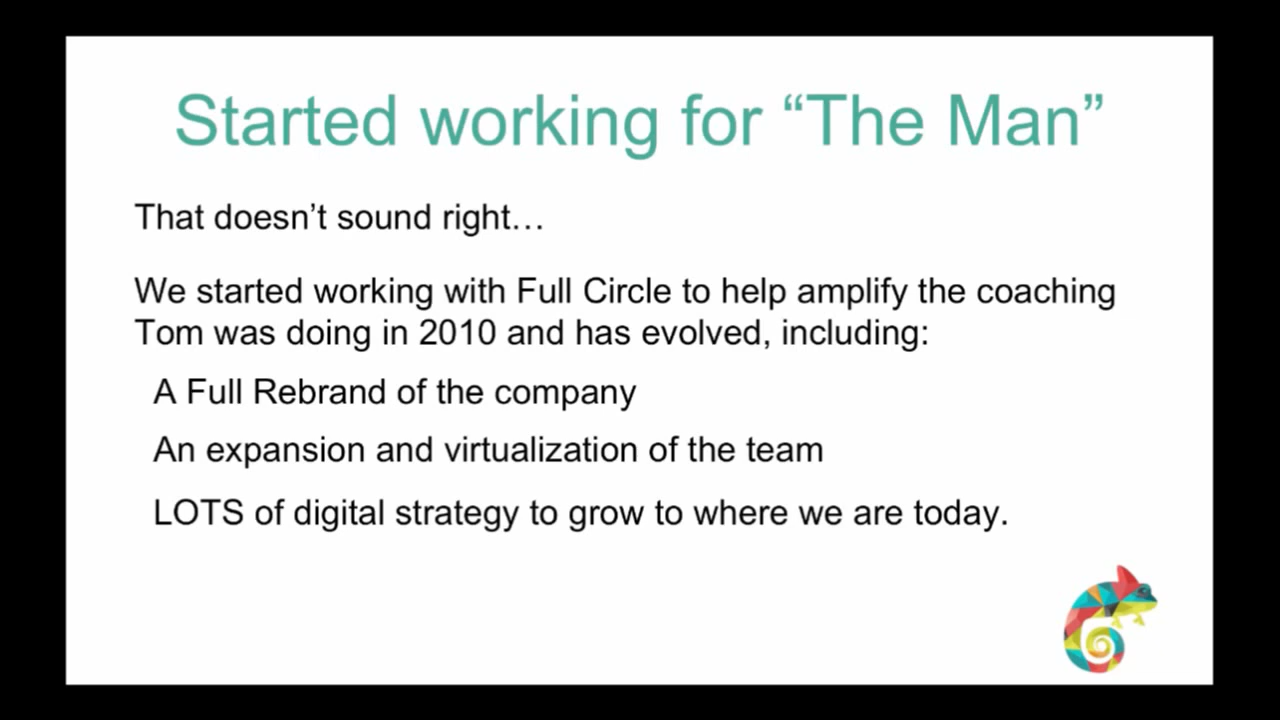 Started working for “The Man”
That doesn’t sound right…
We started working with Full Circle to help amplify the coaching
Tom was doing in 2010 and has evolved, including:
A Full Rebrand of the company
An expansion and virtualization of the team
LOTS of digital strategy to grow to where we are today.